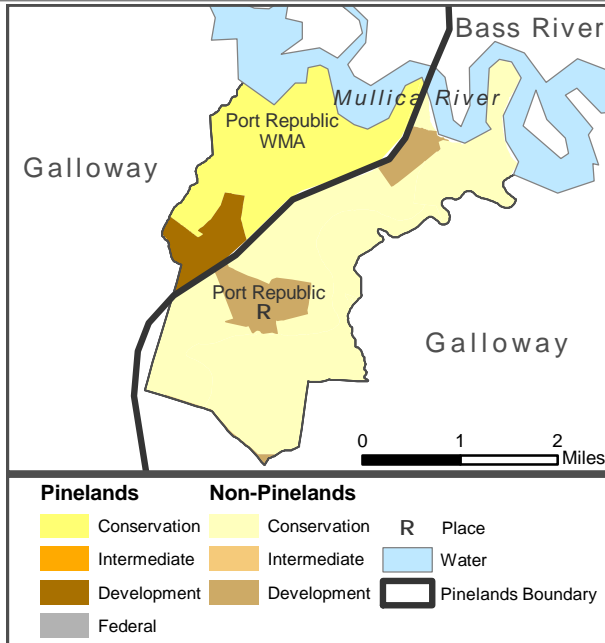 Bass River
Mullica River
Port Republic
WMA
Galloway
Port Republic
R
Galloway
0 1 2
Miles
Pinelands Non-Pinelands
Conservation Conservation R Place
Intermediate Intermediate Water
Development Development Pinelands Boundary
Federal